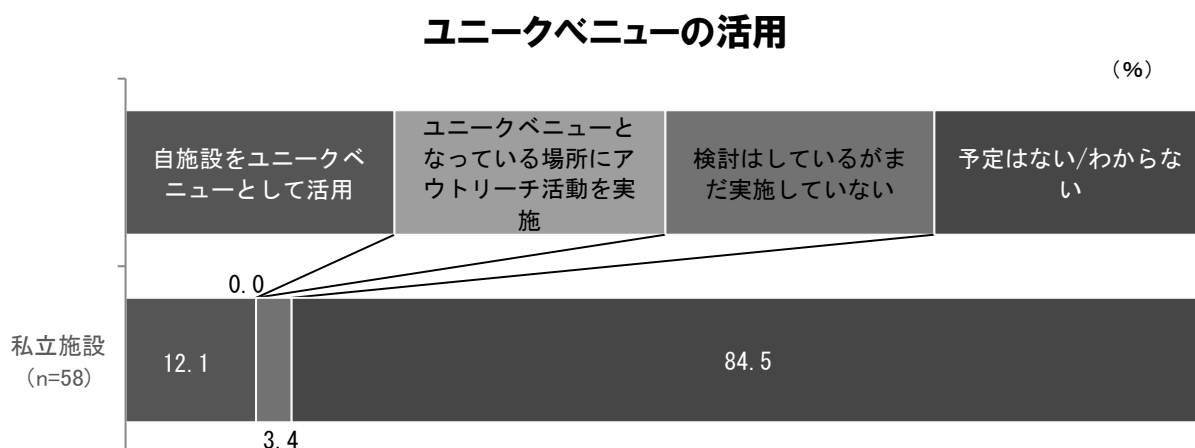 ユニークベニューの活用
（%）
自施設をユニークベ
ニューとして活用
ユニークベニューと
なっている場所にア
ウトリーチ活動を実
施
検討はしているがま
だ実施していない
予定はない/わからな
い
0.0
私立施設
(n=58)
12.1
84.5
3.4